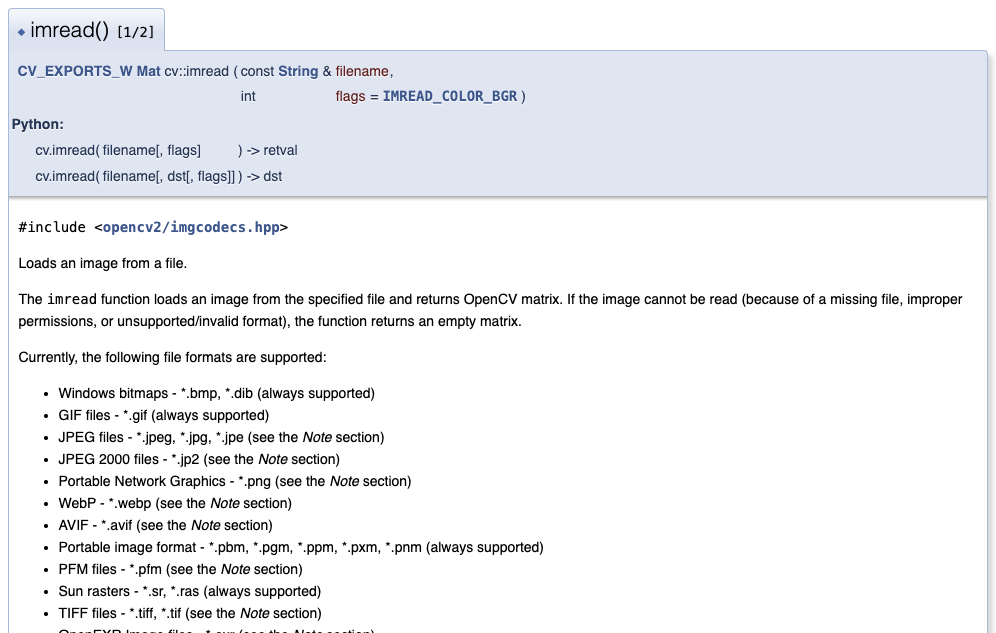 ◆ imread() [1/2]
CV_EXPORTS_W Mat cv::imread ( const String & filename,
int flags = IMREAD_COLOR_BGR )
Python:
cv.imread( filename[, flags] ) -> retval
cv.imread( filename[, dst[, flags]] ) -> dst
#include <opencv2/imgcodecs.hpp>
Loads an image from a file.
The imread function loads an image from the specified file and returns OpenCV matrix. If the image cannot be read (because of a missing file, improper
permissions, or unsupported/invalid format), the function returns an empty matrix.
Currently, the following file formats are supported:
• Windows bitmaps - *.bmp, *.dib (always supported)
• GIF files - *.gif (always supported)
• JPEG files - *.jpeg, *.jpg, *.jpe (see the Note section)
• JPEG 2000 files - *.jp2 (see the Note section)
• Portable Network Graphics - *.png (see the Note section)
• WebP - *.webp (see the Note section)
• AVIF - *.avif (see the Note section)
• Portable image format - *.pbm, *.pgm, *.ppm, *.pxm, *.pnm (always supported)
• PFM files - *.pfm (see the Note section)
• Sun rasters - *.sr, *.ras (always supported)
• TIFF files - *.tiff, *.tif (see the Note section)
• OpenEXR Image files - *.exr (see the Note section)